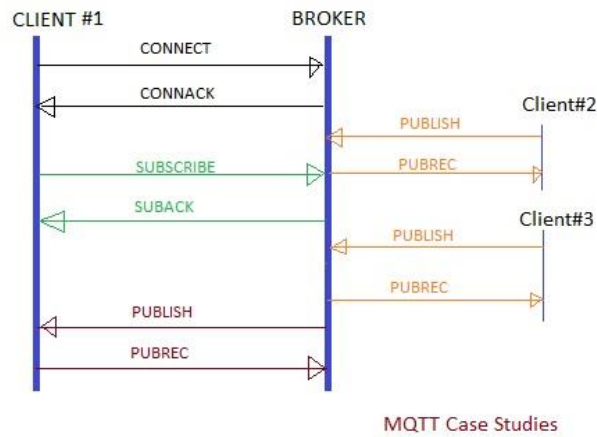 CLIENT #1
BROKER
CONNECT
CONNACK
Client#2
PUBLISH
SUBSCRIBE
PUBREC
SUBACK
Client#3
PUBLISH
PUBREC
PUBLISH
PUBREC
MQTT Case Studies